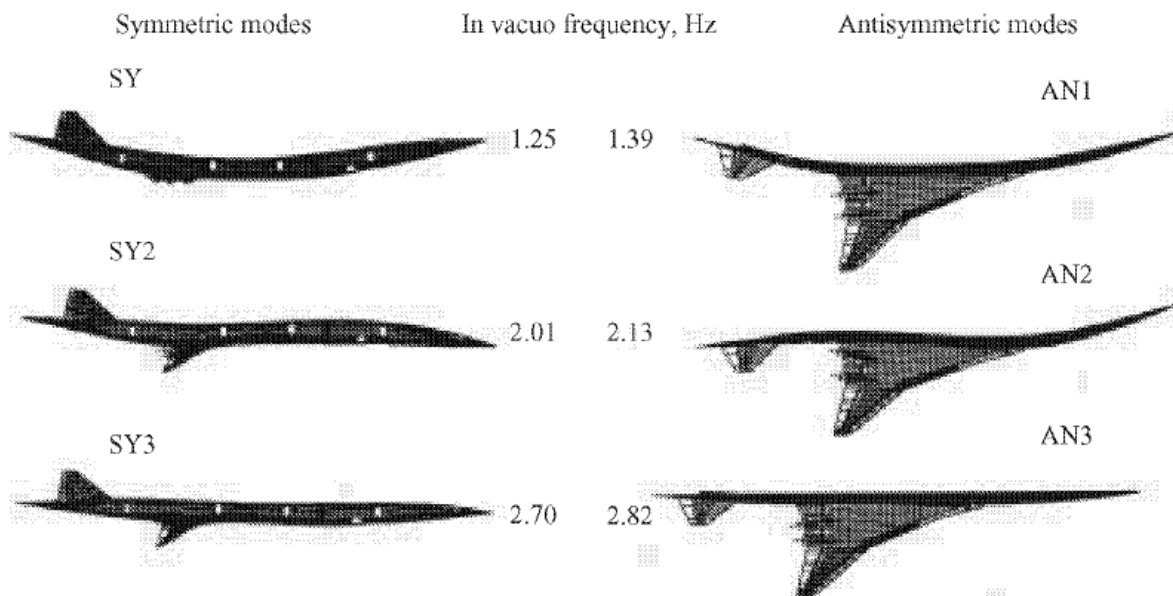 Symmetric modes In vacuo frequency, Hz Antisymmetric modes
SY
AN1
1.25 1.39
SY2
AN2
2.01 2.13
SY3
AN3
2.70 2.82